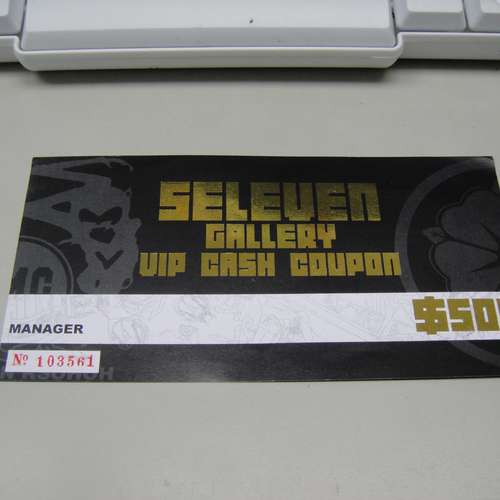 SELEVEN
GALLERY
VIP CASH COUPON
$50
MANAGER
Nº 103561